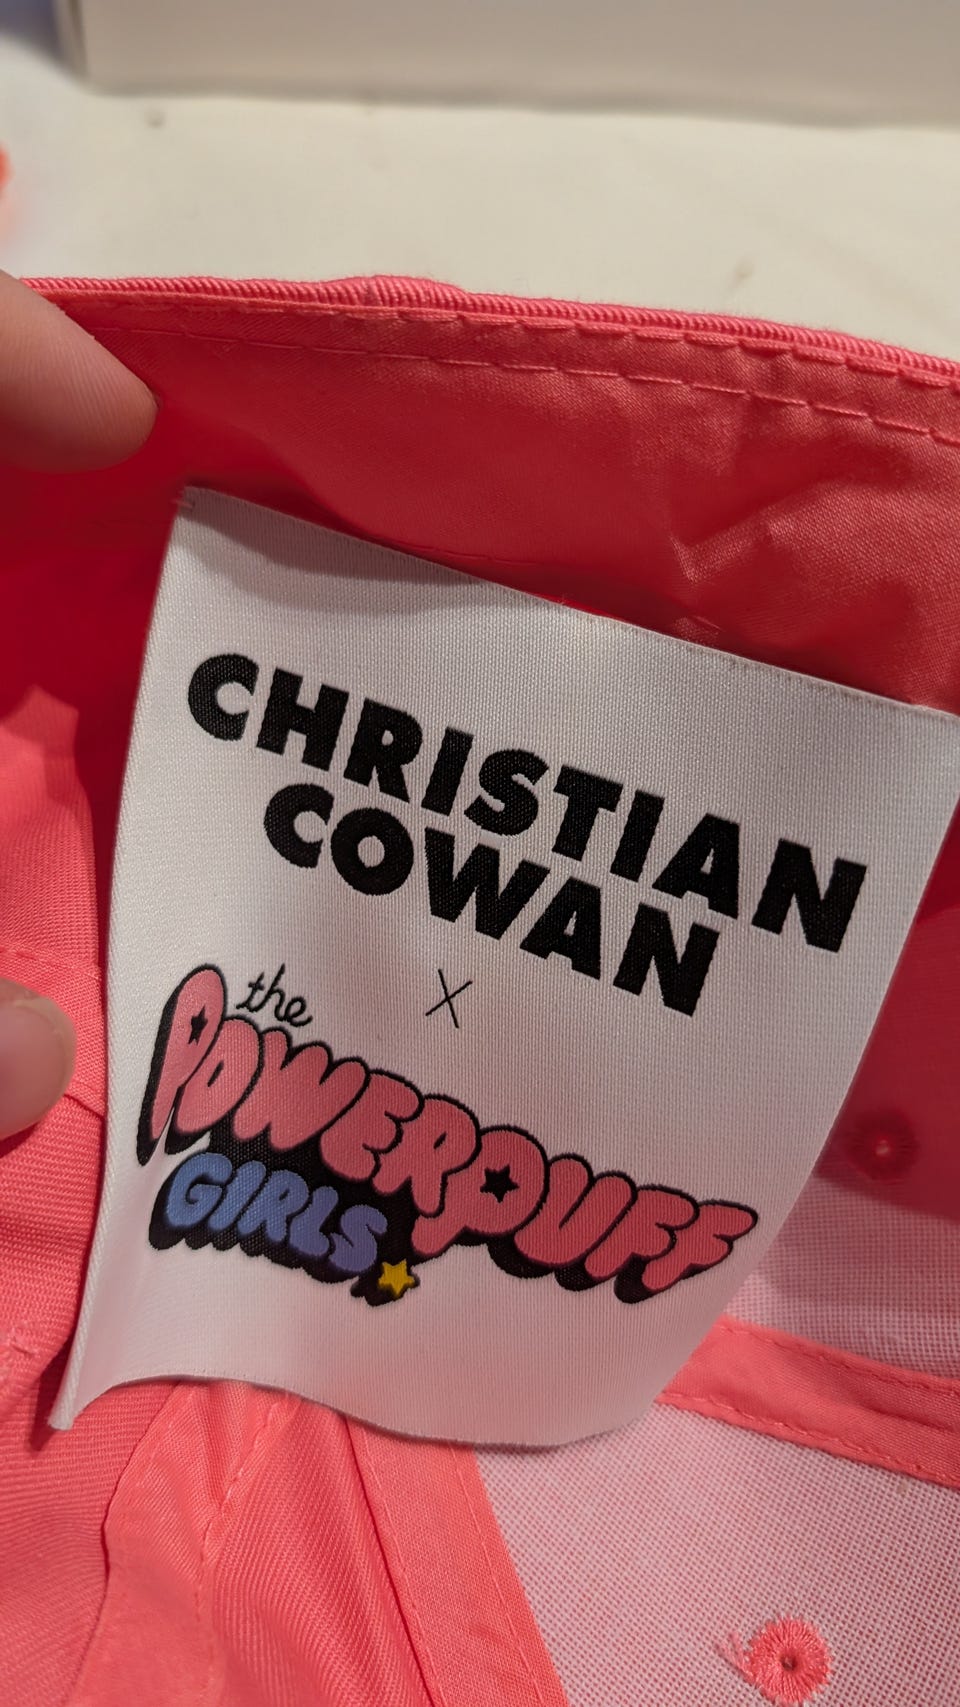 CHRISTIAN
COWAN
X
the
POWERPUFF
GIRLS